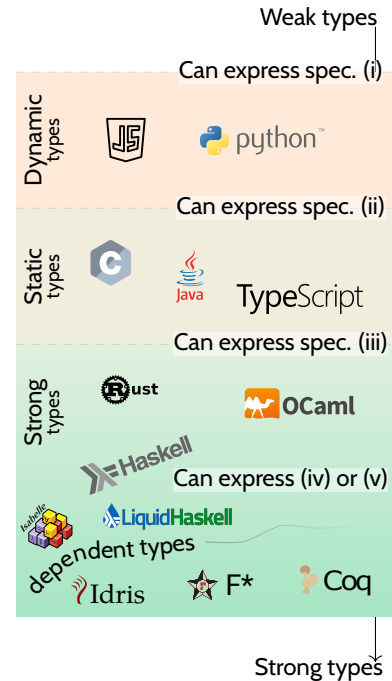 Weak types
Can express spec. (i)
Dynamic
types
JS
python™
Can express spec. (ii)
Static
types
C
Java
TypeScript
Can express spec. (iii)
Strong
types
Rust
OCaml
Haskell
Can express (iv) or (v)
Isabelle
LiquidHaskell
dependent types
Idris
F*
Coq
Strong types